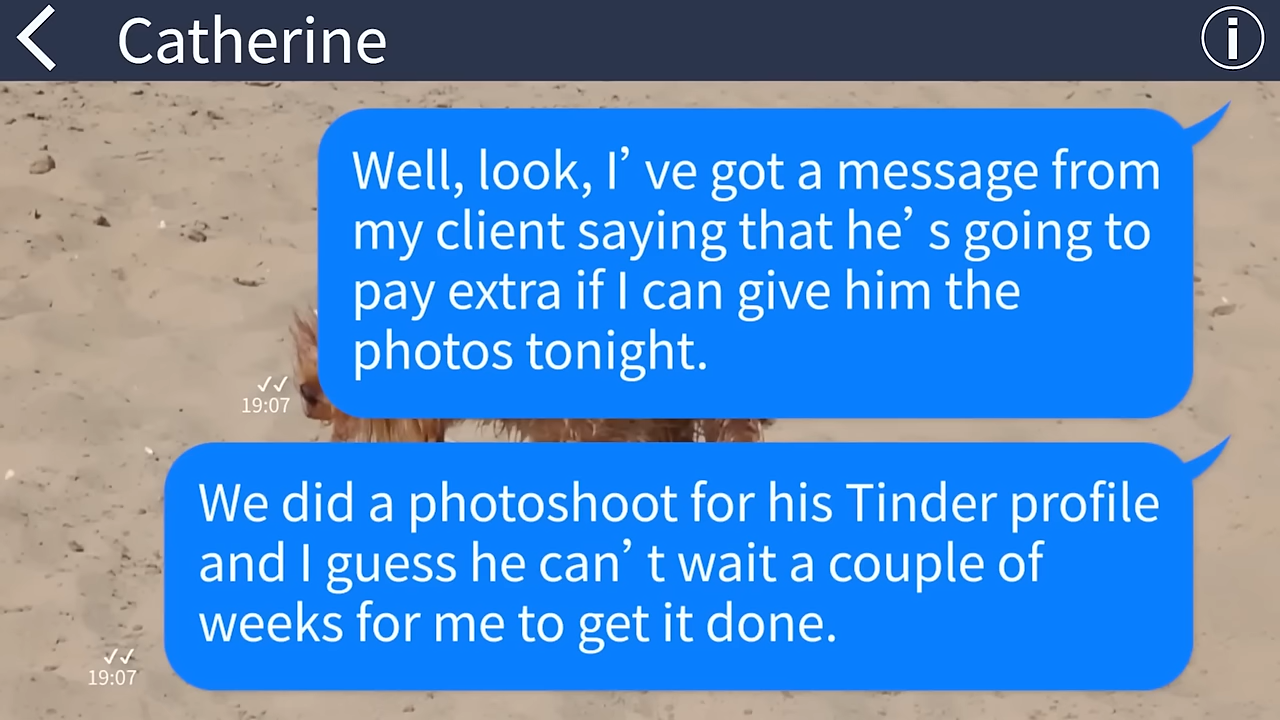 Catherine
Well, look, I’ ve got a message from
my client saying that he’ s going to
pay extra if I can give him the
photos tonight.
19:07
We did a photoshoot for his Tinder profile
and I guess he can’ t wait a couple of
weeks for me to get it done.
19:07